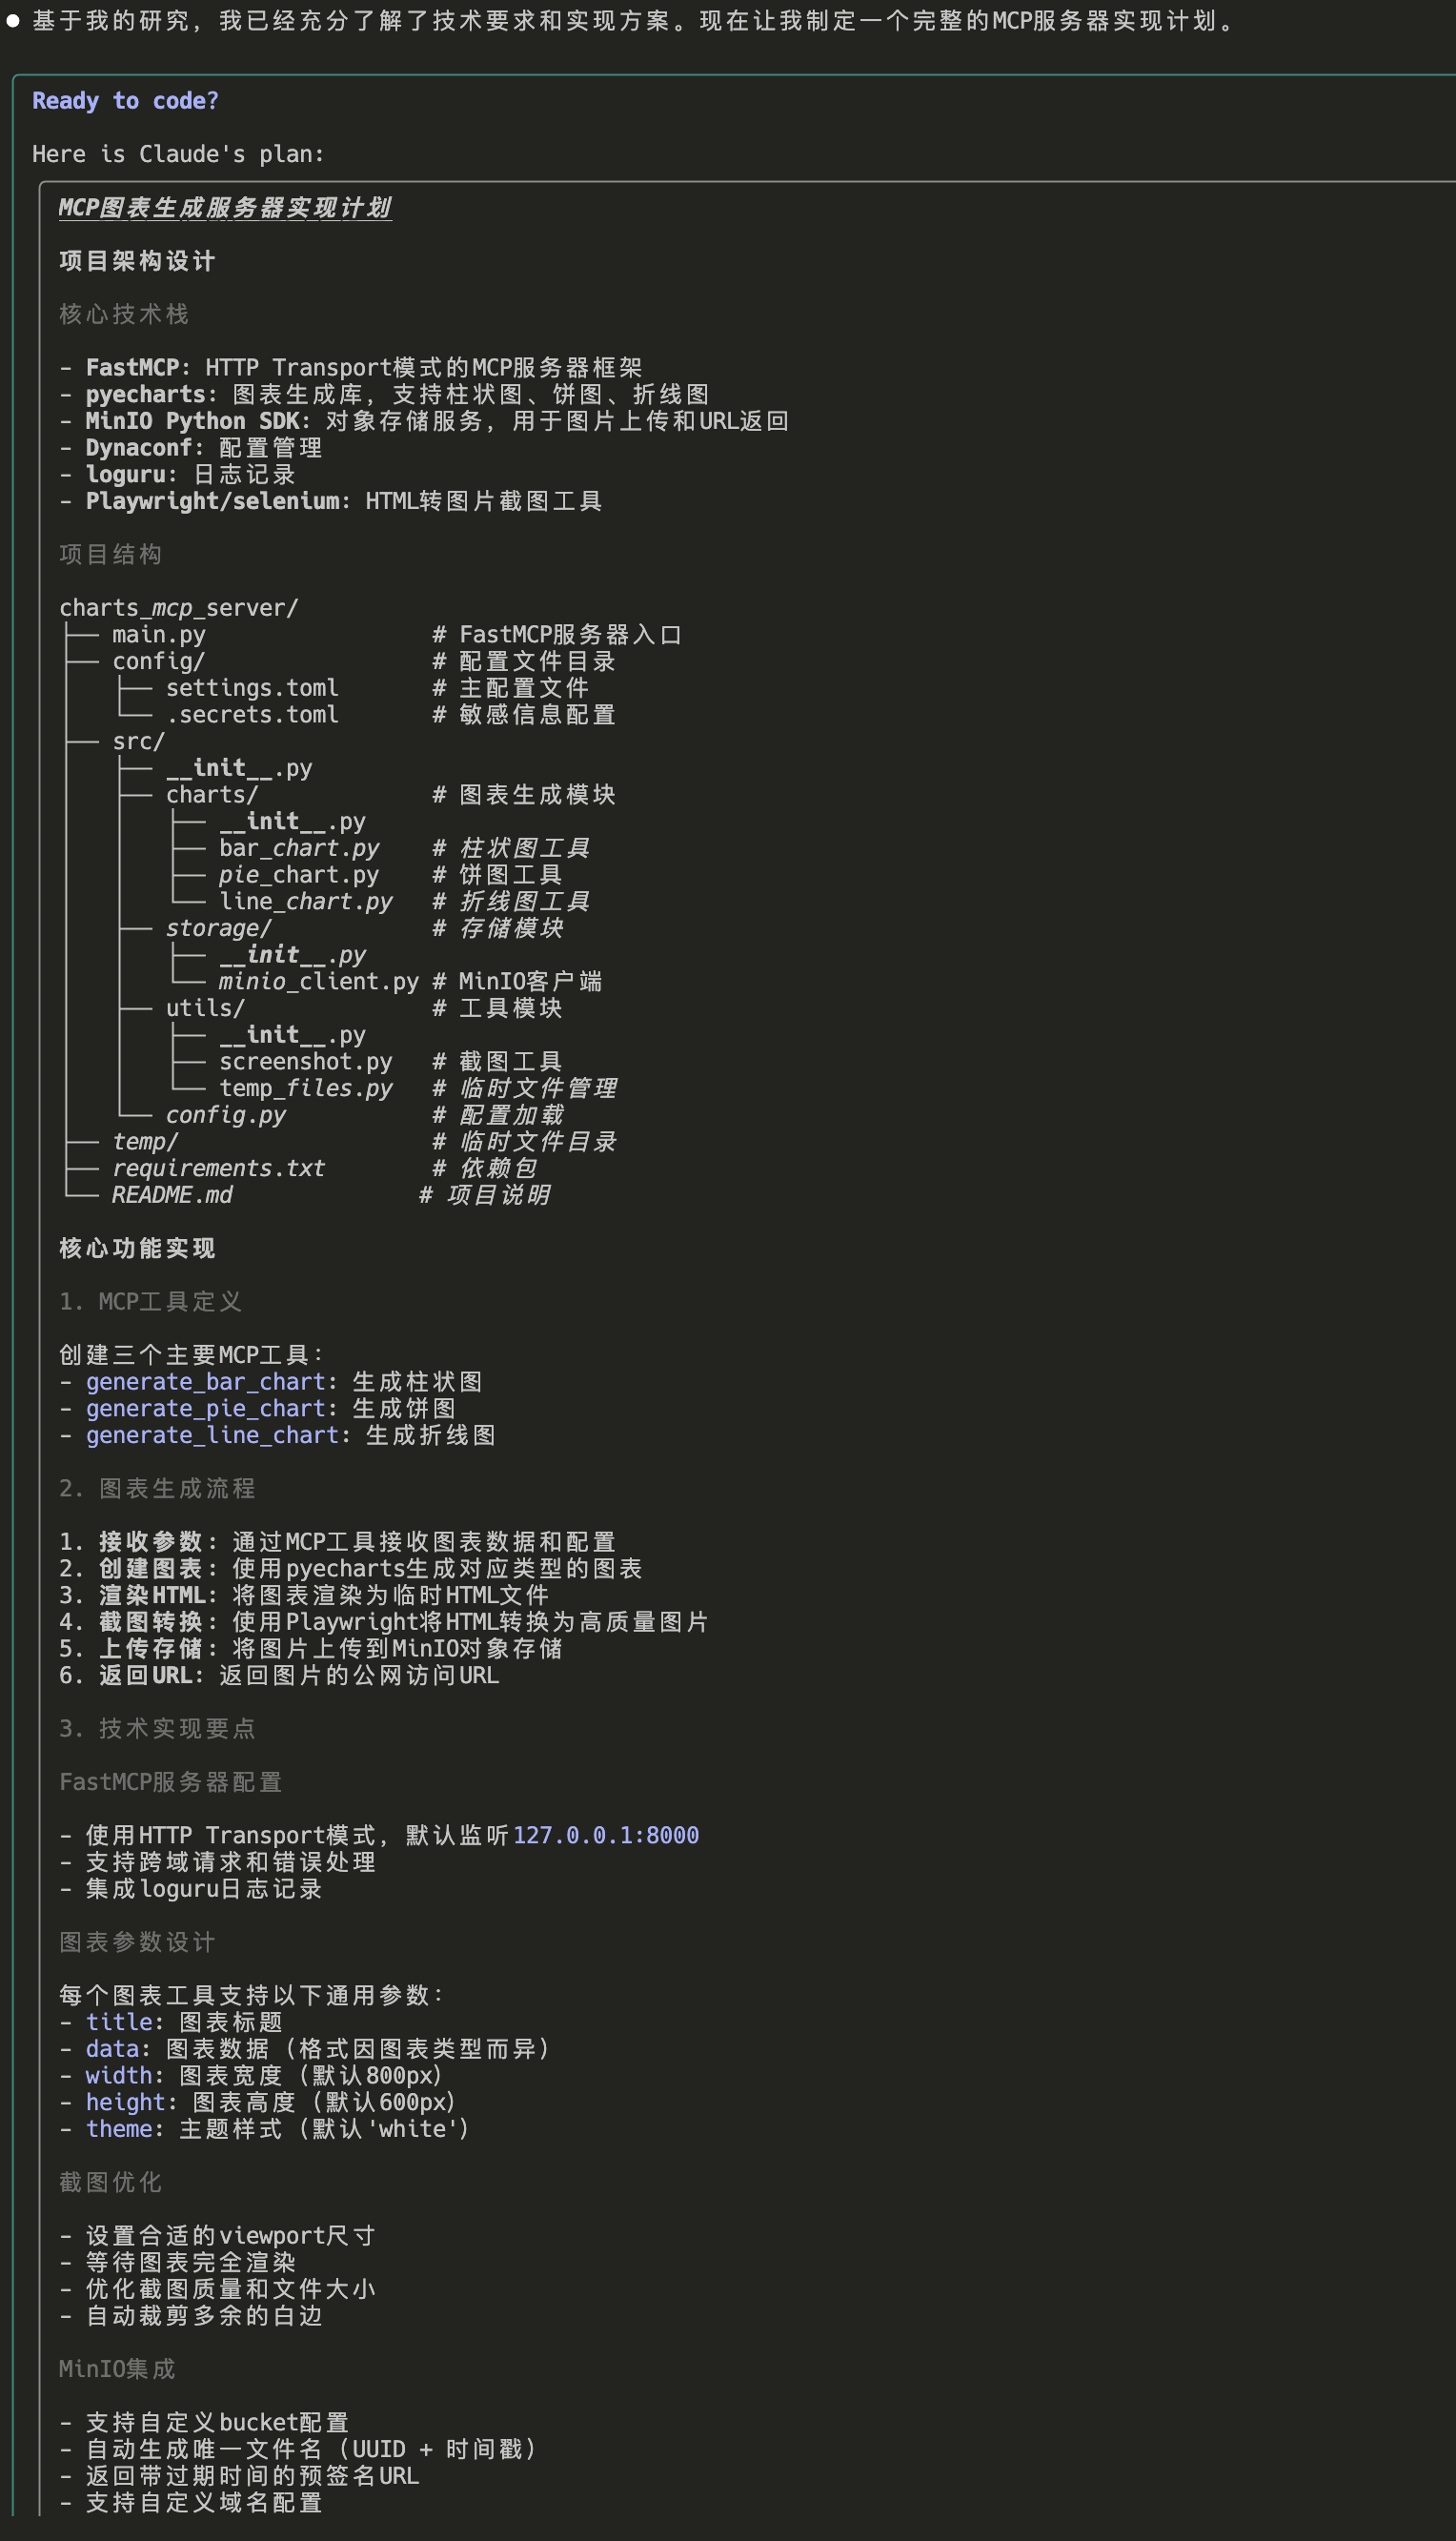 ● 基于我的研究，我已经充分了解了技术要求和实现方案。现在让我制定一个完整的MCP服务器实现计划。
Ready to code?
Here is Claude's plan:
MCP图表生成服务器实现计划
项目架构设计
核心技术栈
- FastMCP: HTTP Transport模式的MCP服务器框架
- pyecharts: 图表生成库，支持柱状图、饼图、折线图
- MinIO Python SDK: 对象存储服务，用于图片上传和URL返回
- Dynaconf: 配置管理
- loguru: 日志记录
- Playwright/selenium: HTML转图片截图工具
项目结构
charts_mcp_server/
├── main.py                 # FastMCP服务器入口
├── config/                 # 配置文件目录
│   ├── settings.toml       # 主配置文件
│   └── .secrets.toml       # 敏感信息配置
├── src/
│   ├── __init__.py
│   ├── charts/             # 图表生成模块
│   │   ├── __init__.py
│   │   ├── bar_chart.py    # 柱状图工具
│   │   ├── pie_chart.py    # 饼图工具
│   │   └── line_chart.py   # 折线图工具
│   ├── storage/            # 存储模块
│   │   ├── __init__.py
│   │   └── minio_client.py # MinIO客户端
│   ├── utils/              # 工具模块
│   │   ├── __init__.py
│   │   ├── screenshot.py   # 截图工具
│   │   └── temp_files.py   # 临时文件管理
│   └── config.py           # 配置加载
├── temp/                   # 临时文件目录
├── requirements.txt        # 依赖包
└── README.md              # 项目说明
核心功能实现
1. MCP工具定义
创建三个主要MCP工具：
- generate_bar_chart: 生成柱状图
- generate_pie_chart: 生成饼图
- generate_line_chart: 生成折线图
2. 图表生成流程
1. 接收参数: 通过MCP工具接收图表数据和配置
2. 创建图表: 使用pyecharts生成对应类型的图表
3. 渲染HTML: 将图表渲染为临时HTML文件
4. 截图转换: 使用Playwright将HTML转换为高质量图片
5. 上传存储: 将图片上传到MinIO对象存储
6. 返回URL: 返回图片的公网访问URL
3. 技术实现要点
FastMCP服务器配置
- 使用HTTP Transport模式，默认监听127.0.0.1:8000
- 支持跨域请求和错误处理
- 集成loguru日志记录
图表参数设计
每个图表工具支持以下通用参数：
- title: 图表标题
- data: 图表数据（格式因图表类型而异）
- width: 图表宽度（默认800px）
- height: 图表高度（默认600px）
- theme: 主题样式（默认'white'）
截图优化
- 设置合适的viewport尺寸
- 等待图表完全渲染
- 优化截图质量和文件大小
- 自动裁剪多余的白边
MinIO集成
- 支持自定义bucket配置
- 自动生成唯一文件名（UUID + 时间戳）
- 返回带过期时间的预签名URL
- 支持自定义域名配置